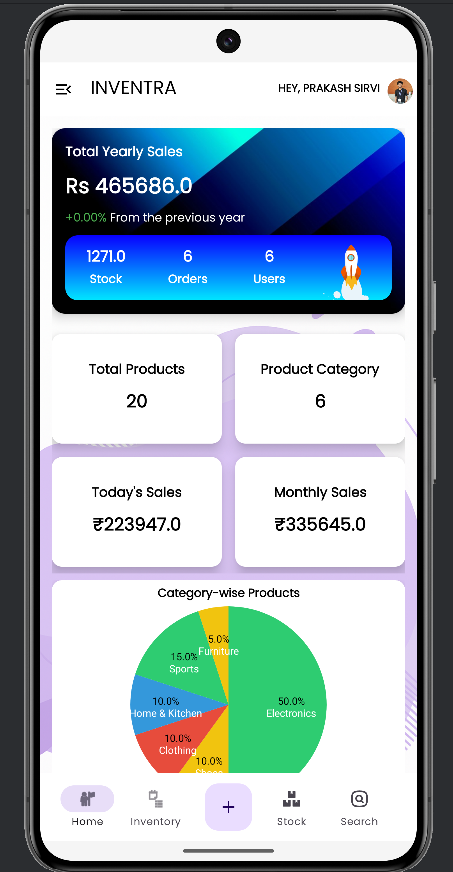 INVENTRA
HEY, PRAKASH SIRVI
Total Yearly Sales
Rs 465686.0
+0.00% From the previous year
1271.0 6 6
Stock Orders Users
Total Products
20
Product Category
6
Today's Sales
₹223947.0
Monthly Sales
₹335645.0
Category-wise Products
5.0%
Furniture
15.0%
Sports
10.0%
Home & Kitchen
50.0%
Electronics
10.0%
Clothing
10.0%
Home Inventory + Stock Search